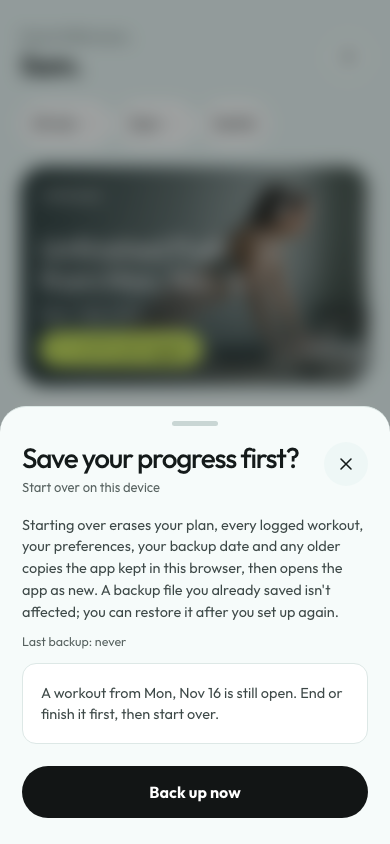 Save your progress first?
Start over on this device
Starting over erases your plan, every logged workout,
your preferences, your backup date and any older
copies the app kept in this browser, then opens the
app as new. A backup file you already saved isn't
affected; you can restore it after you set up again.
Last backup: never
A workout from Mon, Nov 16 is still open. End or
finish it first, then start over.
Back up now